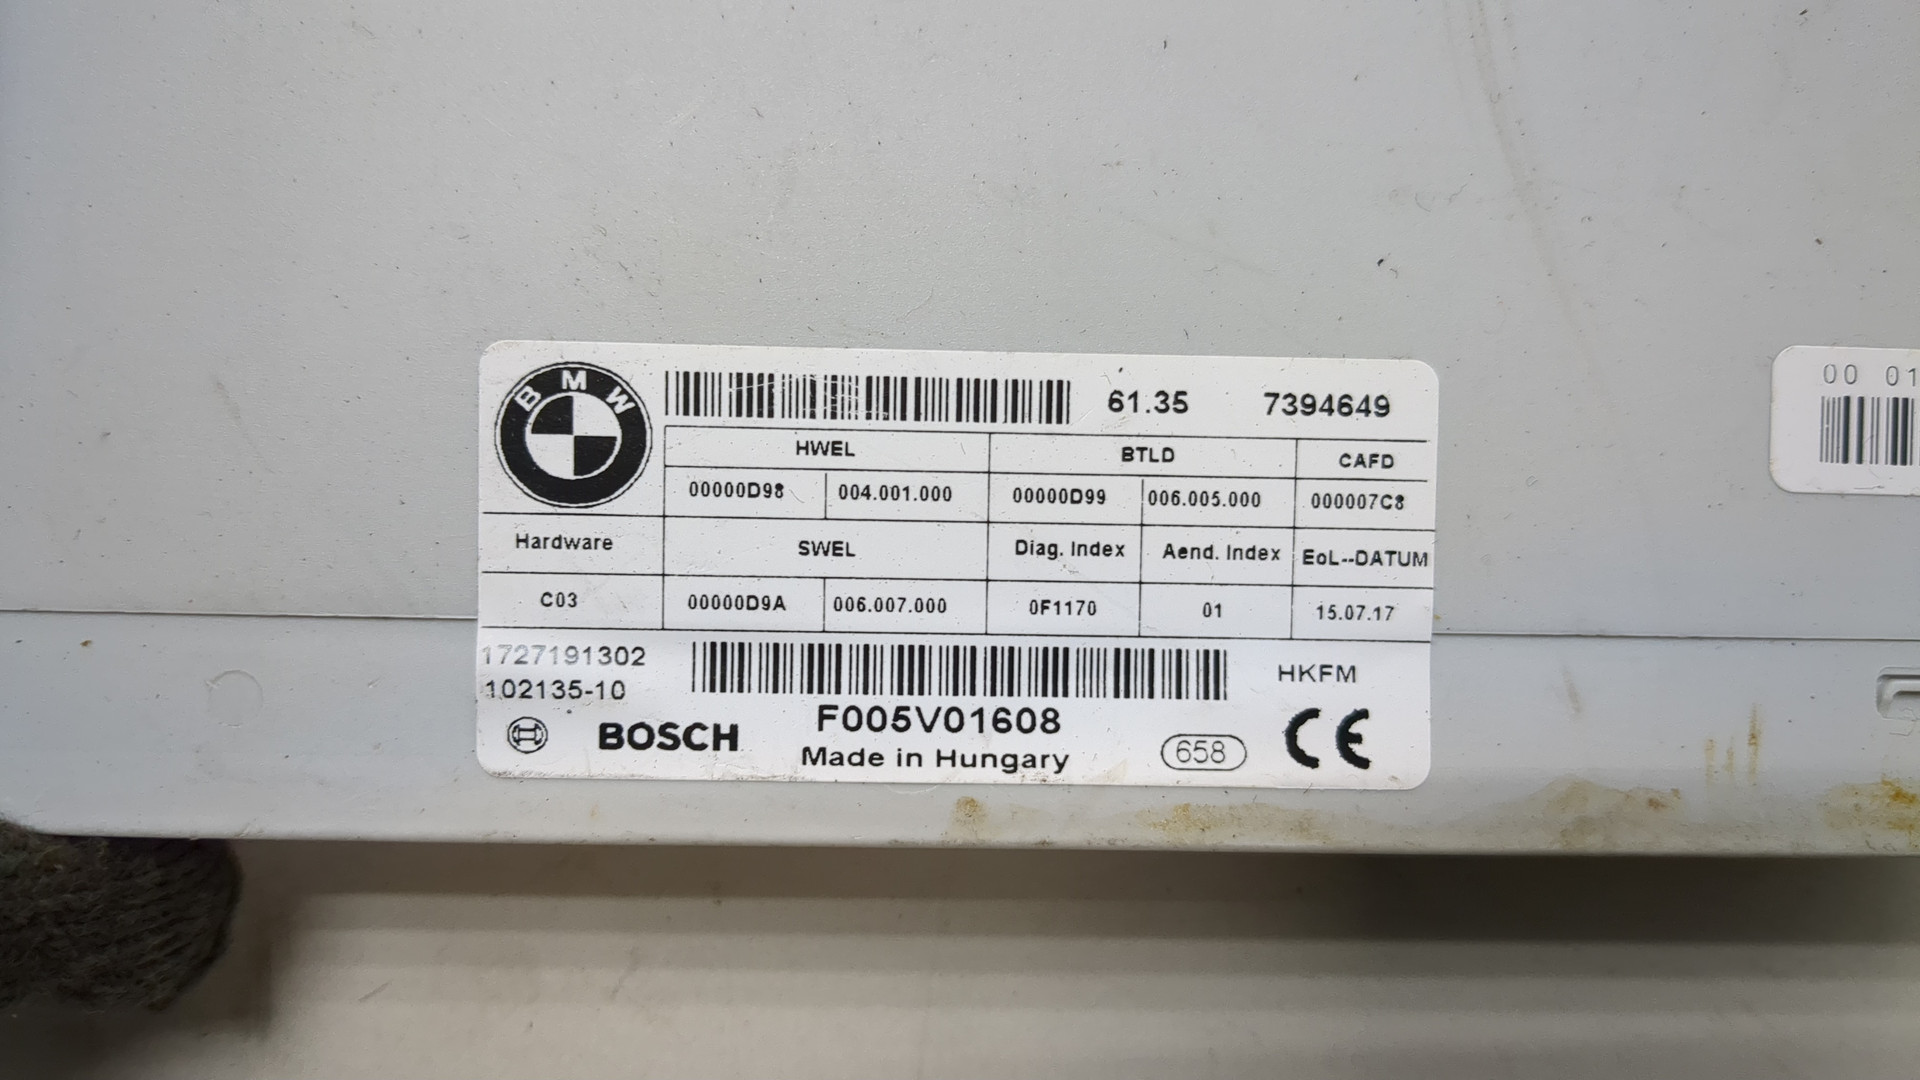 BMW
61.35 7394649
HWEL BTLD CAFD
00000D98 004.001.000 00000D99 006.005.000 000007C8
Hardware SWEL Diag. Index Aend. Index EoL--DATUM
C03 00000D9A 006.007.000 0F1170 01 15.07.17
1727191302
102135-10
HKFM
BOSCH F005V01608
Made in Hungary
658
CE
00 01